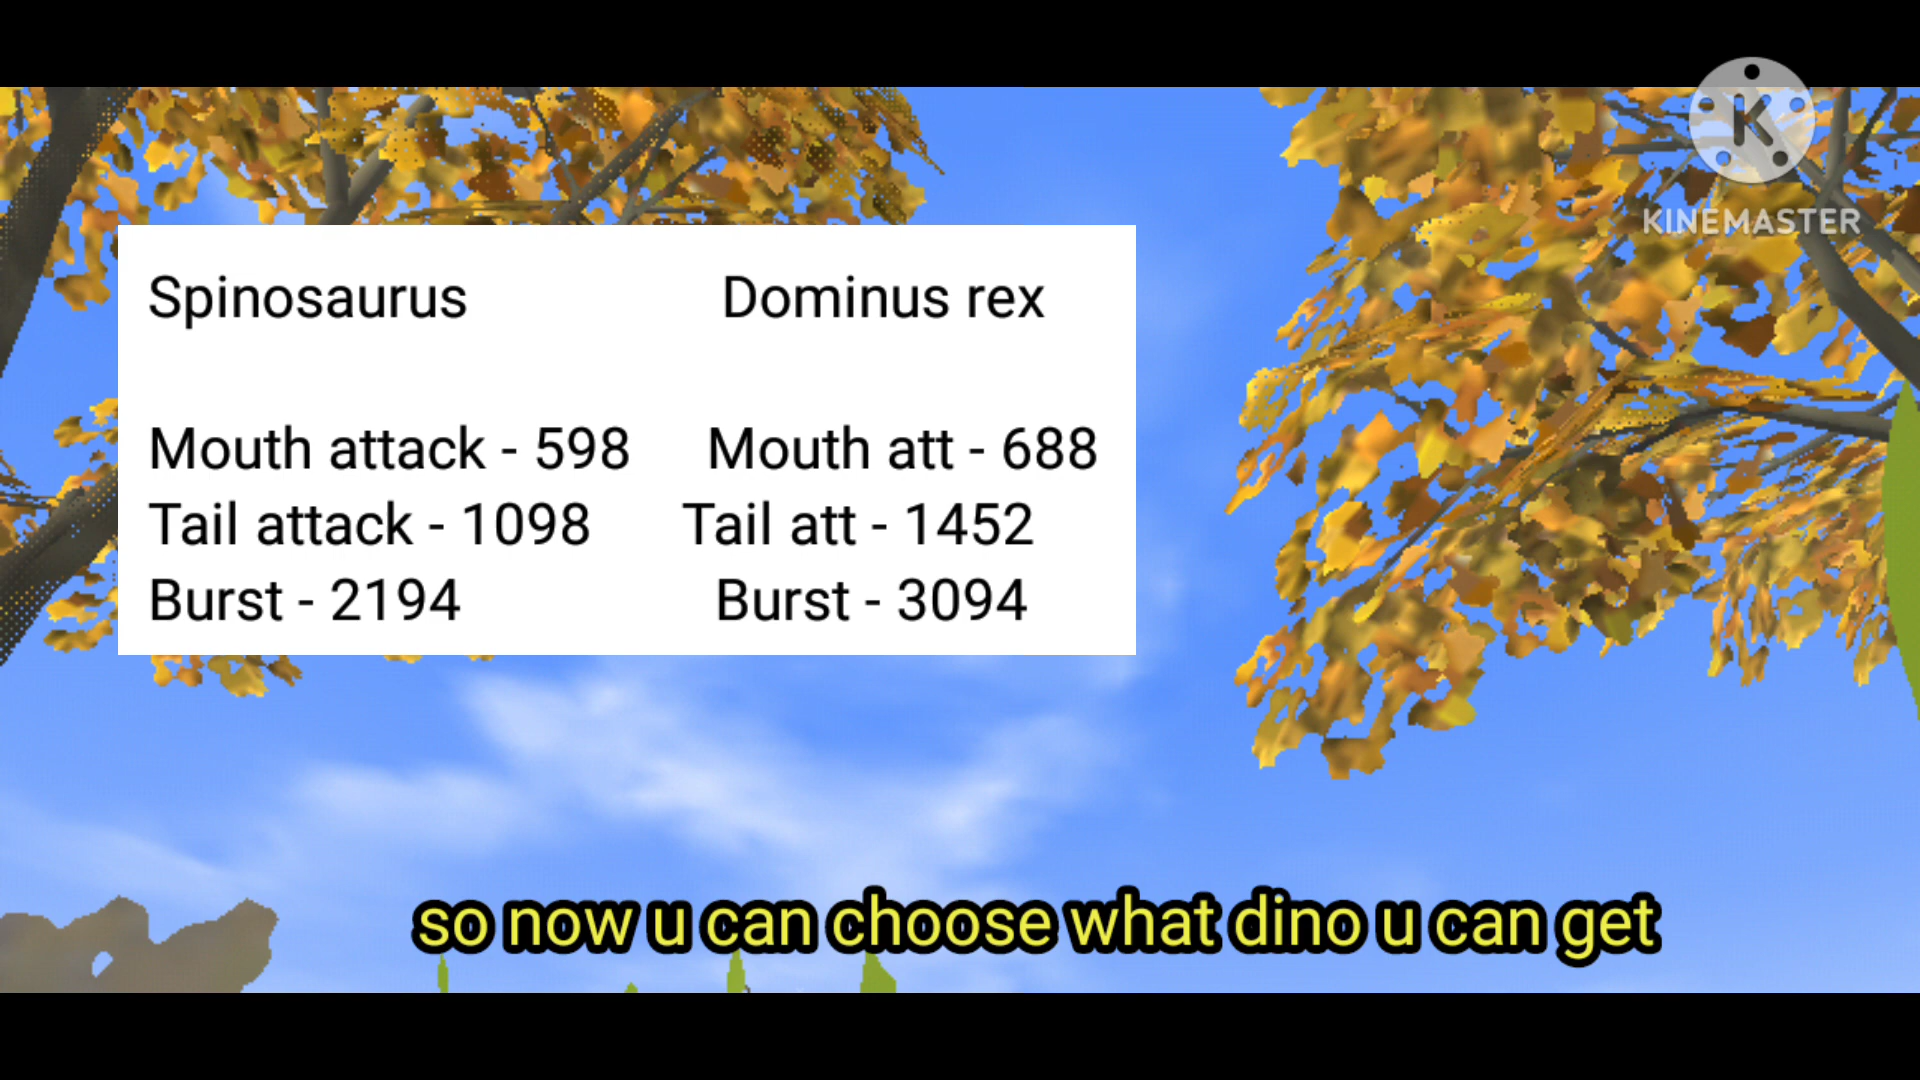 KINEMASTER
Spinosaurus Dominus rex
Mouth attack - 598 Mouth att - 688
Tail attack - 1098 Tail att - 1452
Burst - 2194 Burst - 3094
so now u can choose what dino u can get